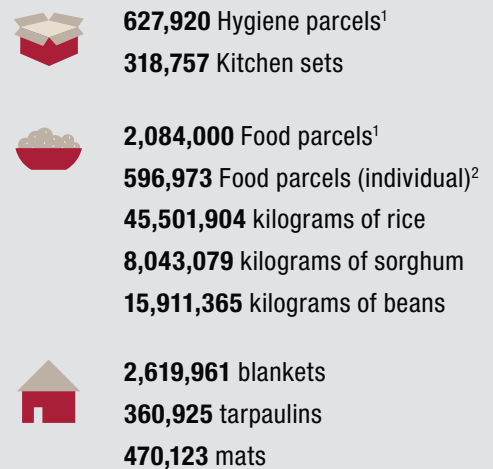 627,920 Hygiene parcels¹
318,757 Kitchen sets
2,084,000 Food parcels¹
596,973 Food parcels (individual)²
45,501,904 kilograms of rice
8,043,079 kilograms of sorghum
15,911,365 kilograms of beans
2,619,961 blankets
360,925 tarpaulins
470,123 mats